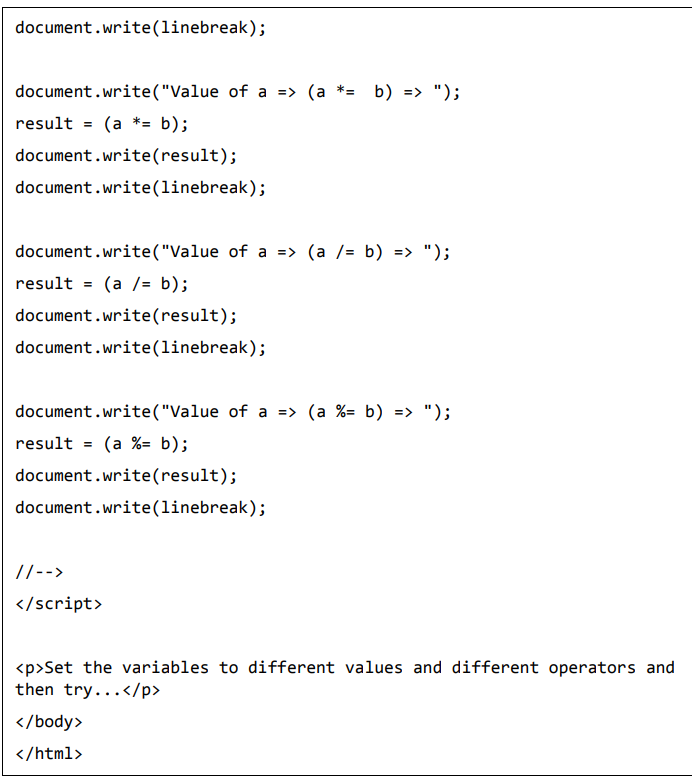 document.write(linebreak);
document.write("Value of a => (a *=  b) => ");
result = (a *= b);
document.write(result);
document.write(linebreak);
document.write("Value of a => (a /= b) => ");
result = (a /= b);
document.write(result);
document.write(linebreak);
document.write("Value of a => (a %= b) => ");
result = (a %= b);
document.write(result);
document.write(linebreak);
//-->
</script>
<p>Set the variables to different values and different operators and
then try...</p>
</body>
</html>